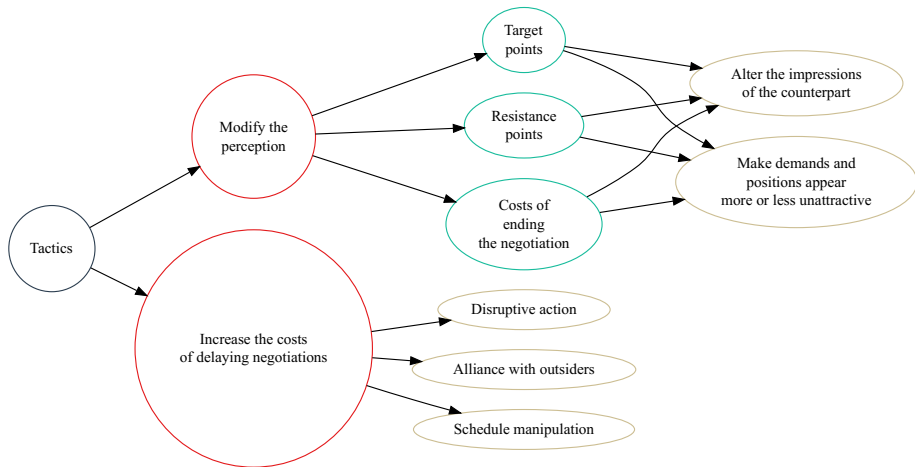 Tactics
Modify the
perception
Increase the costs
of delaying negotiations
Target
points
Resistance
points
Costs of
ending
the negotiation
Disruptive action
Alliance with outsiders
Schedule manipulation
Alter the impressions
of the counterpart
Make demands and
positions appear
more or less unattractive